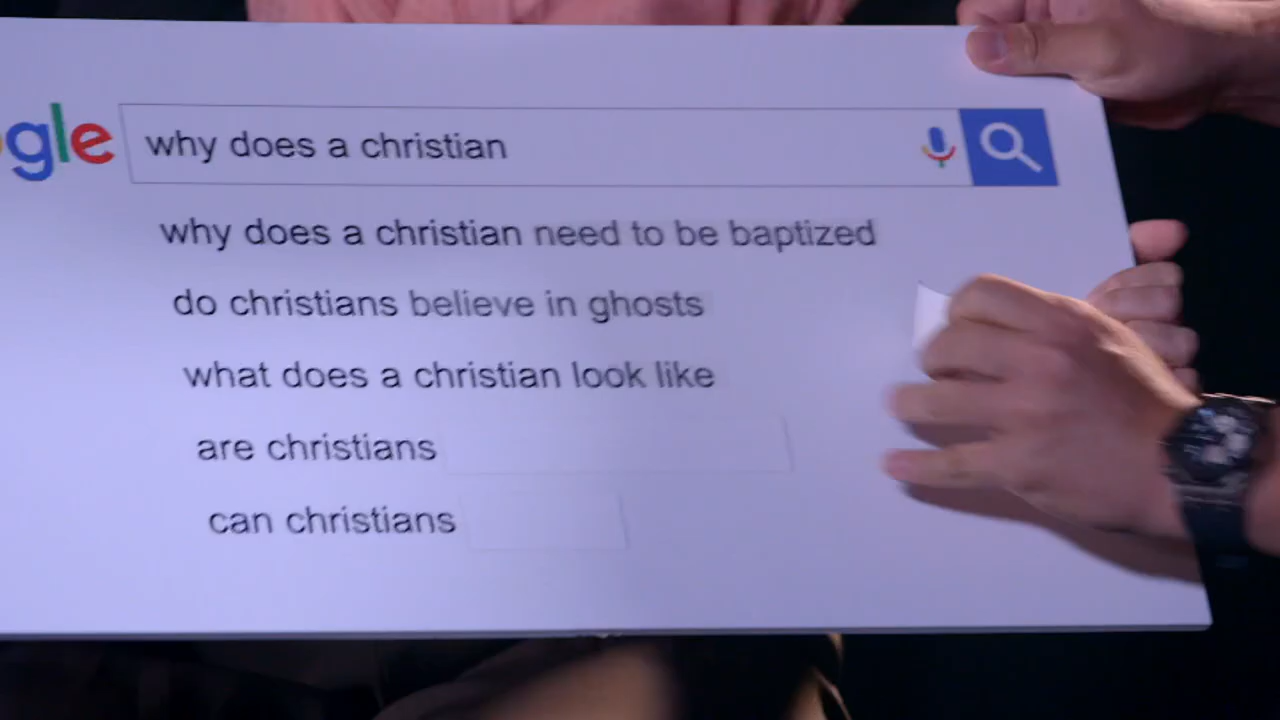 gle
why does a christian
why does a christian need to be baptized
do christians believe in ghosts
what does a christian look like
are christians
can christians